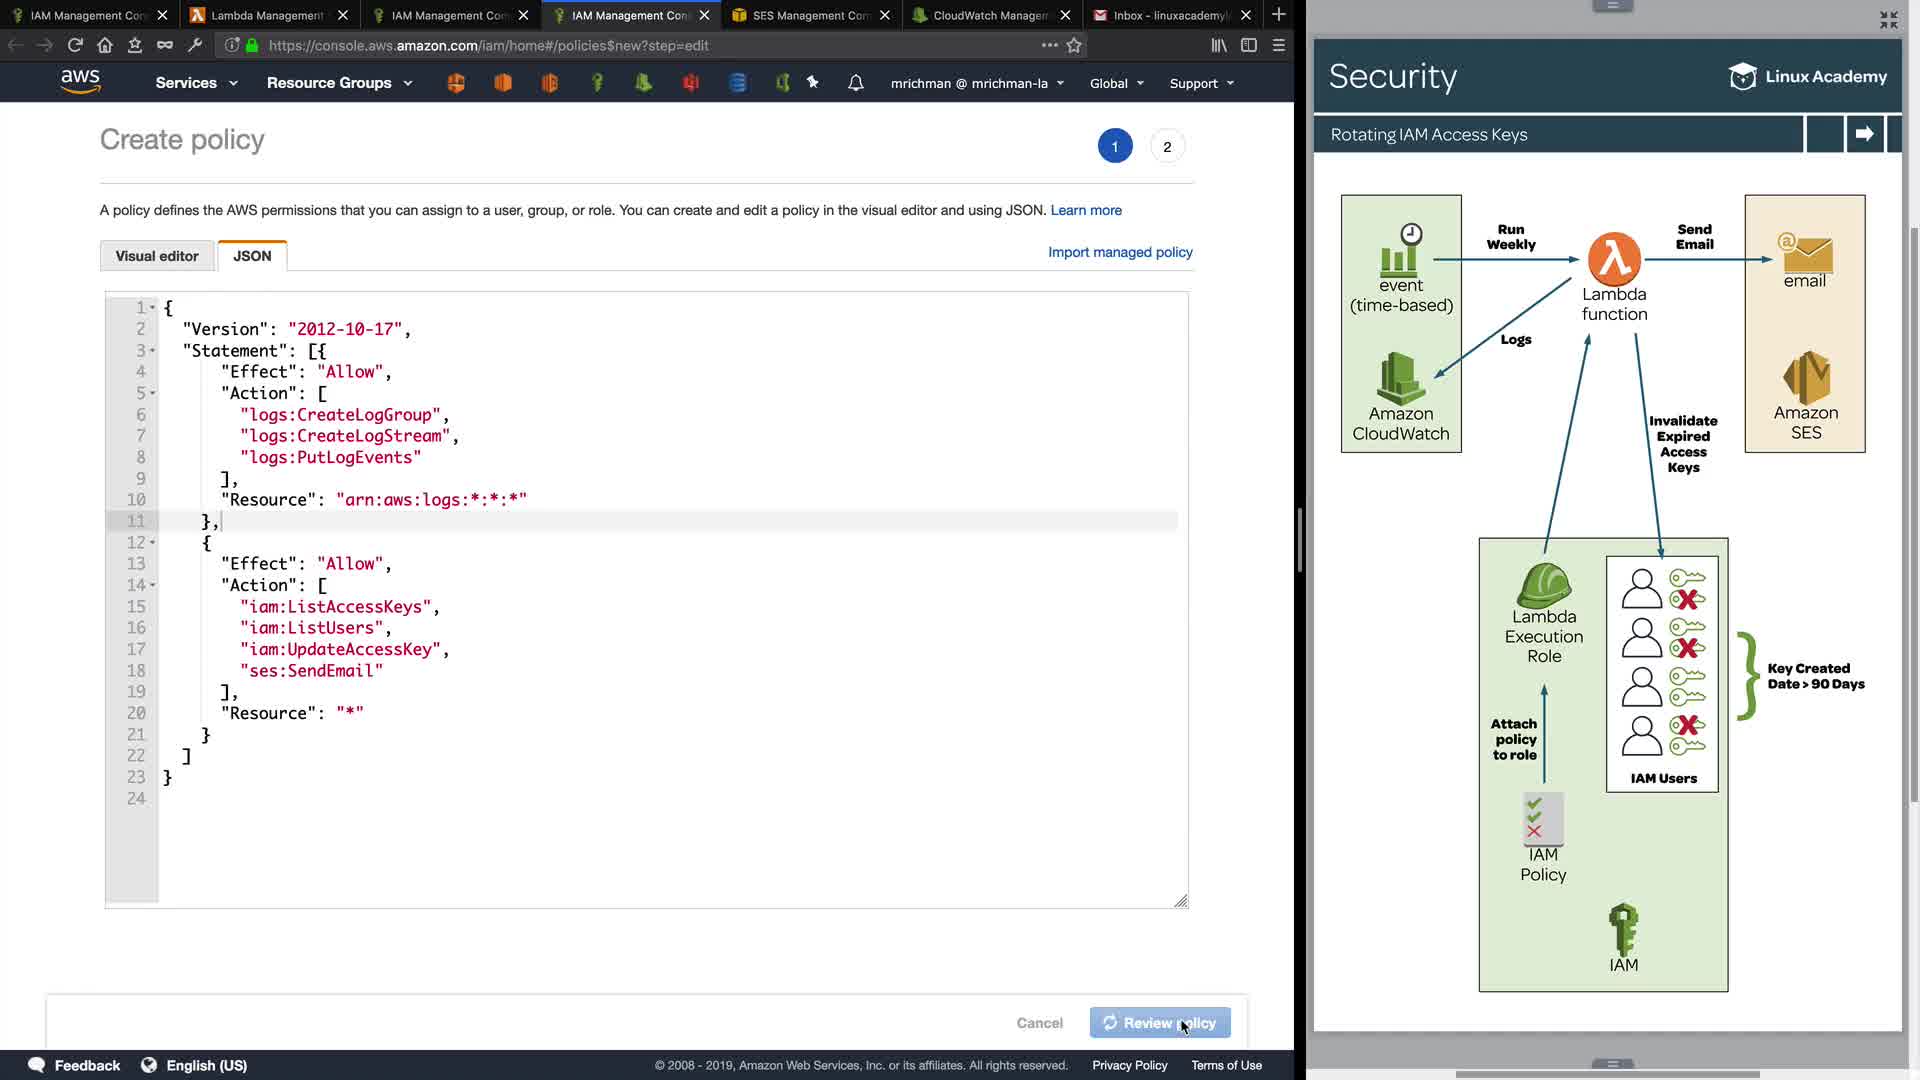 IAM Management Con
Lambda Management
IAM Management Con
IAM Management Con
SES Management Con
CloudWatch Managem
Inbox - linuxacademyl
https://console.aws.amazon.com/iam/home#/policies$new?step=edit
aws
Services
Resource Groups
mrichman @ mrichman-la
Global
Support
Create policy
1
2
A policy defines the AWS permissions that you can assign to a user, group, or role. You can create and edit a policy in the visual editor and using JSON. Learn more
Visual editor
JSON
Import managed policy
1 {
2 "Version": "2012-10-17",
3 "Statement": [{
4 "Effect": "Allow",
5 "Action": [
6 "logs:CreateLogGroup",
7 "logs:CreateLogStream",
8 "logs:PutLogEvents"
9 ],
10 "Resource": "arn:aws:logs:*:*:*"
11 },
12 {
13 "Effect": "Allow",
14 "Action": [
15 "iam:ListAccessKeys",
16 "iam:ListUsers",
17 "iam:UpdateAccessKey",
18 "ses:SendEmail"
19 ],
20 "Resource": "*"
21 }
22 ]
23 }
24
Cancel
Review policy
Feedback
English (US)
© 2008 - 2019, Amazon Web Services, Inc. or its affiliates. All rights reserved.
Privacy Policy
Terms of Use
Security
Linux Academy
Rotating IAM Access Keys
event
(time-based)
Run
Weekly
Lambda
function
Send
Email
email
Logs
Amazon
CloudWatch
Amazon
SES
Invalidate
Expired
Access
Keys
Lambda
Execution
Role
Key Created
Date > 90 Days
Attach
policy
to role
IAM Users
IAM
Policy
IAM